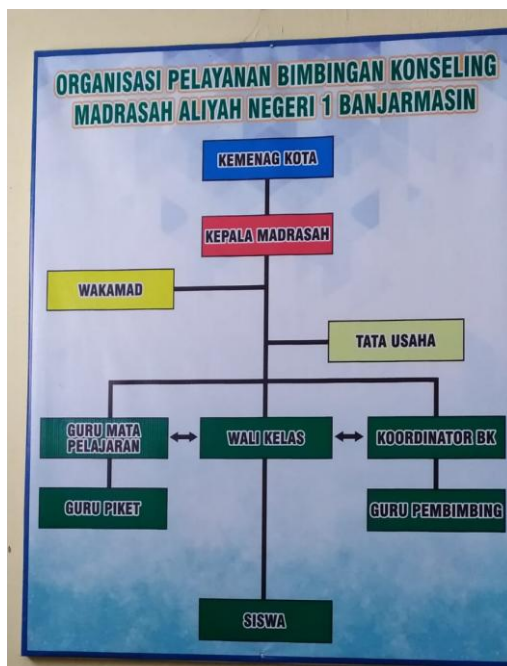 ORGANISASI PELAYANAN BIMBINGAN KONSELING
MADRASAH ALIYAH NEGERI 1 BANJARMASIN
KEMENAG KOTA
KEPALA MADRASAH
WAKAMAD
TATA USAHA
GURU MATA
PELAJARAN
WALI KELAS
KOORDINATOR BK
GURU PIKET
GURU PEMBIMBING
SISWA